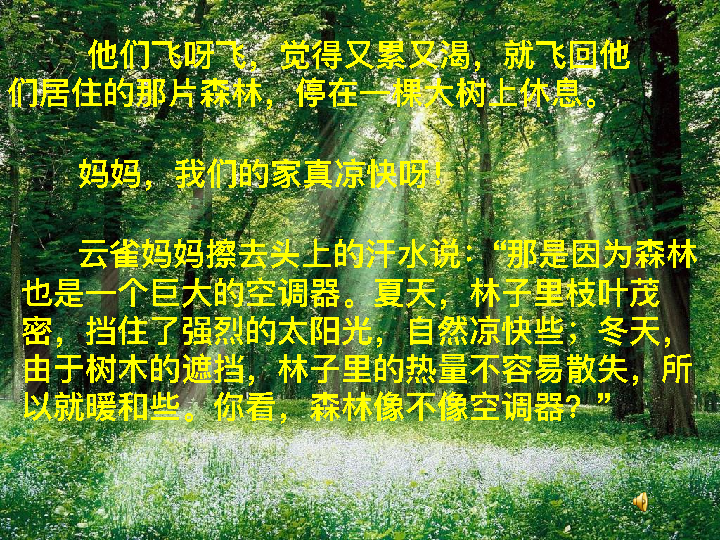 他们飞呀飞，觉得又累又渴，就飞回他
们居住的那片森林，停在一棵大树上休息。
妈妈，我们的家真凉快呀！
云雀妈妈擦去头上的汗水说：“那是因为森林
也是一个巨大的空调器。夏天，林子里枝叶茂
密，挡住了强烈的太阳光，自然凉快些；冬天，
由于树木的遮挡，林子里的热量不容易散失，所
以就暖和些。你看，森林像不像空调器？”